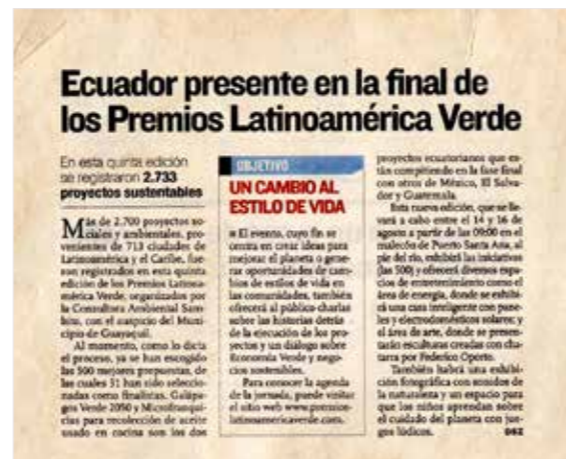 Ecuador presente en la final de
los Premios Latinoamérica Verde
En esta quinta edición
se registraron 2.733
proyectos sustentables
Más de 2.700 proyectos so-
ciales y ambientales, pro-
venientes de 713 ciudades de
Latinoamérica y el Caribe, fue-
ron registrados en esta quinta
edición de los Premios Latinoa-
mérica Verde, organizados por
la Consultora Ambiental Sam-
bito, con el auspicio del Muni-
cipio de Guayaquil.
Al momento, como lo dicta
el proceso, ya se han escogido
las 500 mejores propuestas, de
las cuales 31 han sido seleccio-
nadas como finalistas. Galápa-
gos Verde 2050 y Microfranqui-
cias para recolección de aceite
usado en cocina son los dos
OBJETIVO
UN CAMBIO AL
ESTILO DE VIDA
El evento, cuyo fin se
centra en crear ideas para
mejorar el planeta o gene-
rar oportunidades de cam-
bios de estilos de vida en
las comunidades, también
ofrecerá al público charlas
sobre las historias detrás
de la ejecución de los pro-
yectos y un diálogo sobre
Economía Verde y nego-
cios sostenibles.
Para conocer la agenda
de la jornada, puede visitar
el sitio web www.premios-
latinoamericaverde.com.
proyectos ecuatorianos que es-
tán compitiendo en la fase final
con otros de México, El Salva-
dor y Guatemala.
Esta nueva edición, que se lle-
vará a cabo entre el 14 y 16 de
agosto a partir de las 09:00 en el
malecón de Puerto Santa Ana, al
pie del río, exhibirá las iniciativas
(las 500) y ofrecerá diversos espa-
cios de entretenimiento como el
área de energía, donde se exhibi-
rá una casa inteligente con pane-
les y electrodomésticos solares; y
el área de arte, donde se presen-
tarán esculturas creadas con cha-
tarra por Federico Oporto.
También habrá una exhibi-
ción fotográfica con sonidos de
la naturaleza y un espacio para
que los niños aprendan sobre
el cuidado del planeta con jue-
gos lúdicos.